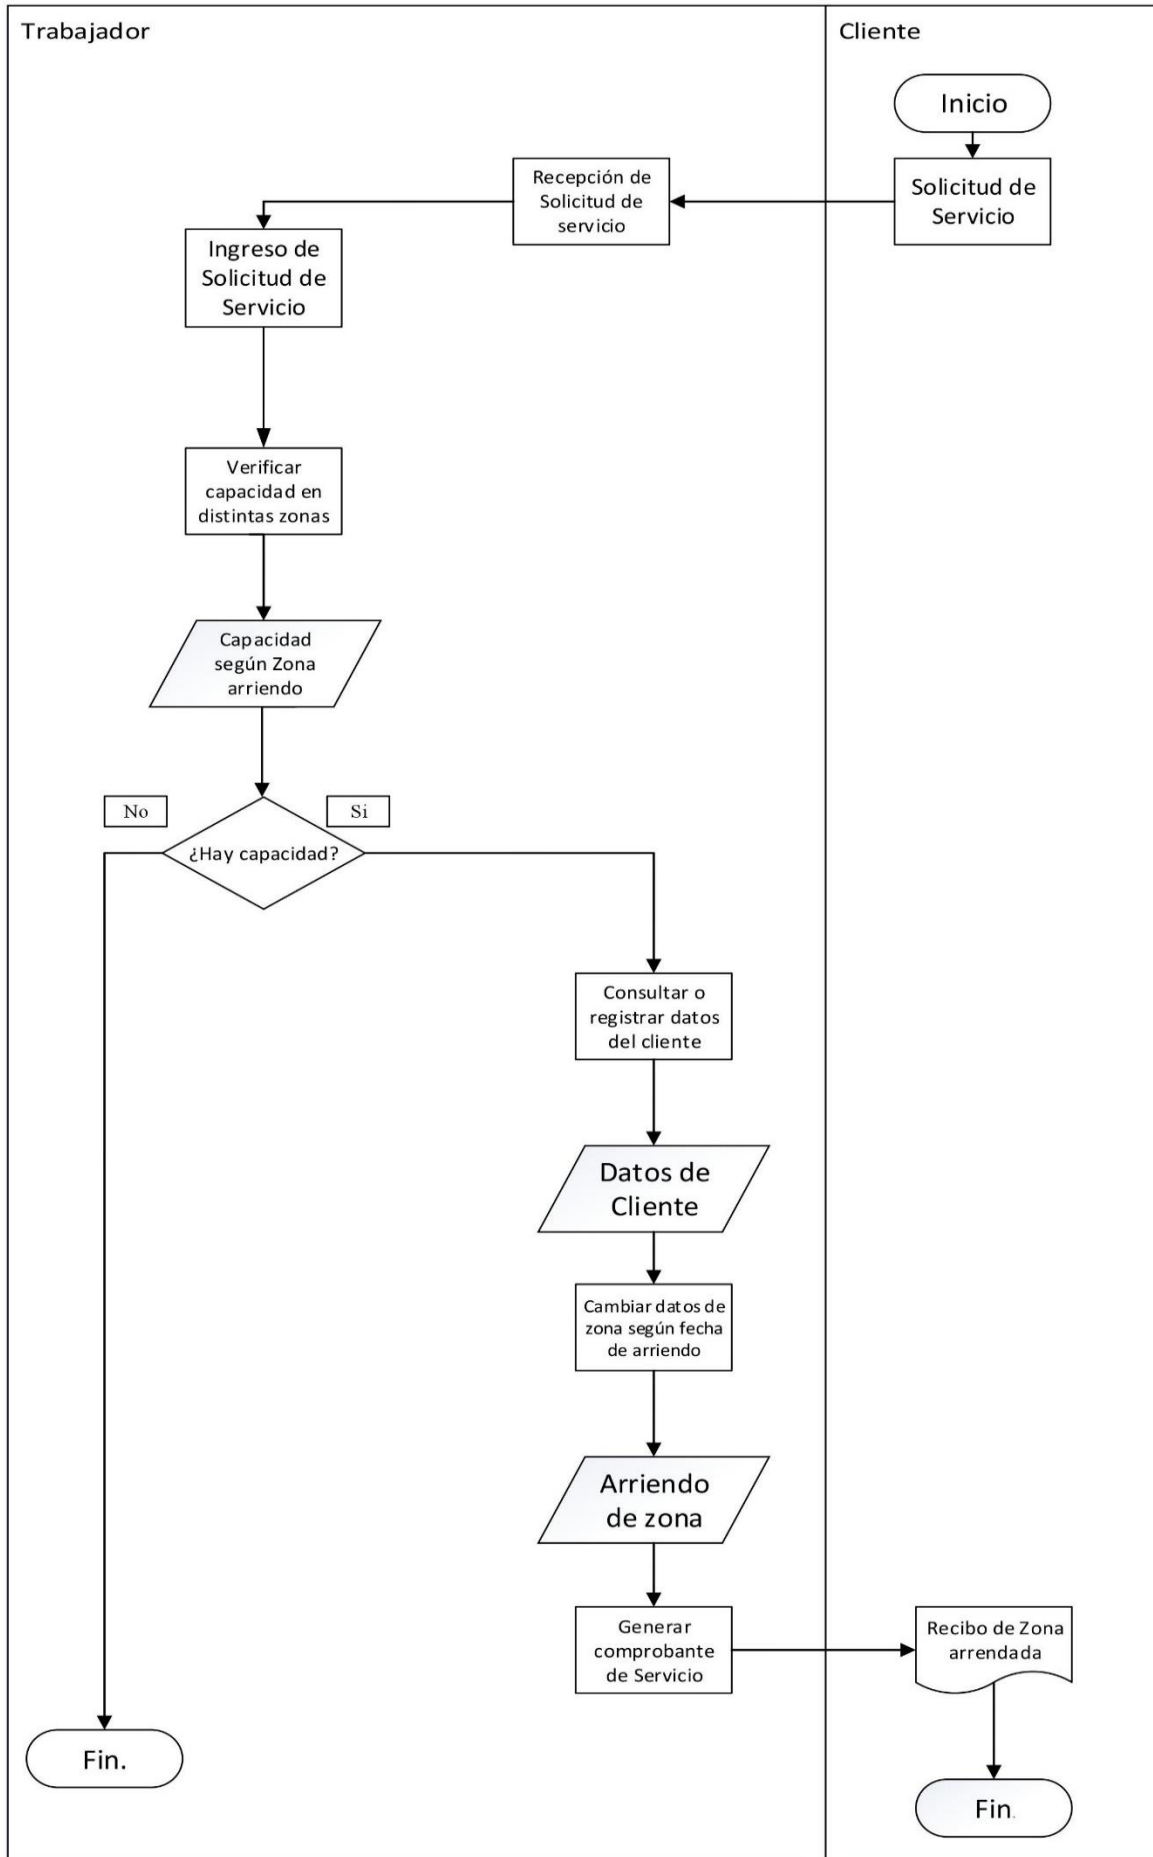 Trabajador
Cliente
Inicio
Solicitud de
Servicio
Recepción de
Solicitud de
servicio
Ingreso de
Solicitud de
Servicio
Verificar
capacidad en
distintas zonas
Capacidad
según Zona
arriendo
No
Si
¿Hay capacidad?
Consultar o
registrar datos
del cliente
Datos de
Cliente
Cambiar datos de
zona según fecha
de arriendo
Arriendo
de zona
Generar
comprobante
de Servicio
Recibo de Zona
arrendada
Fin.
Fin.